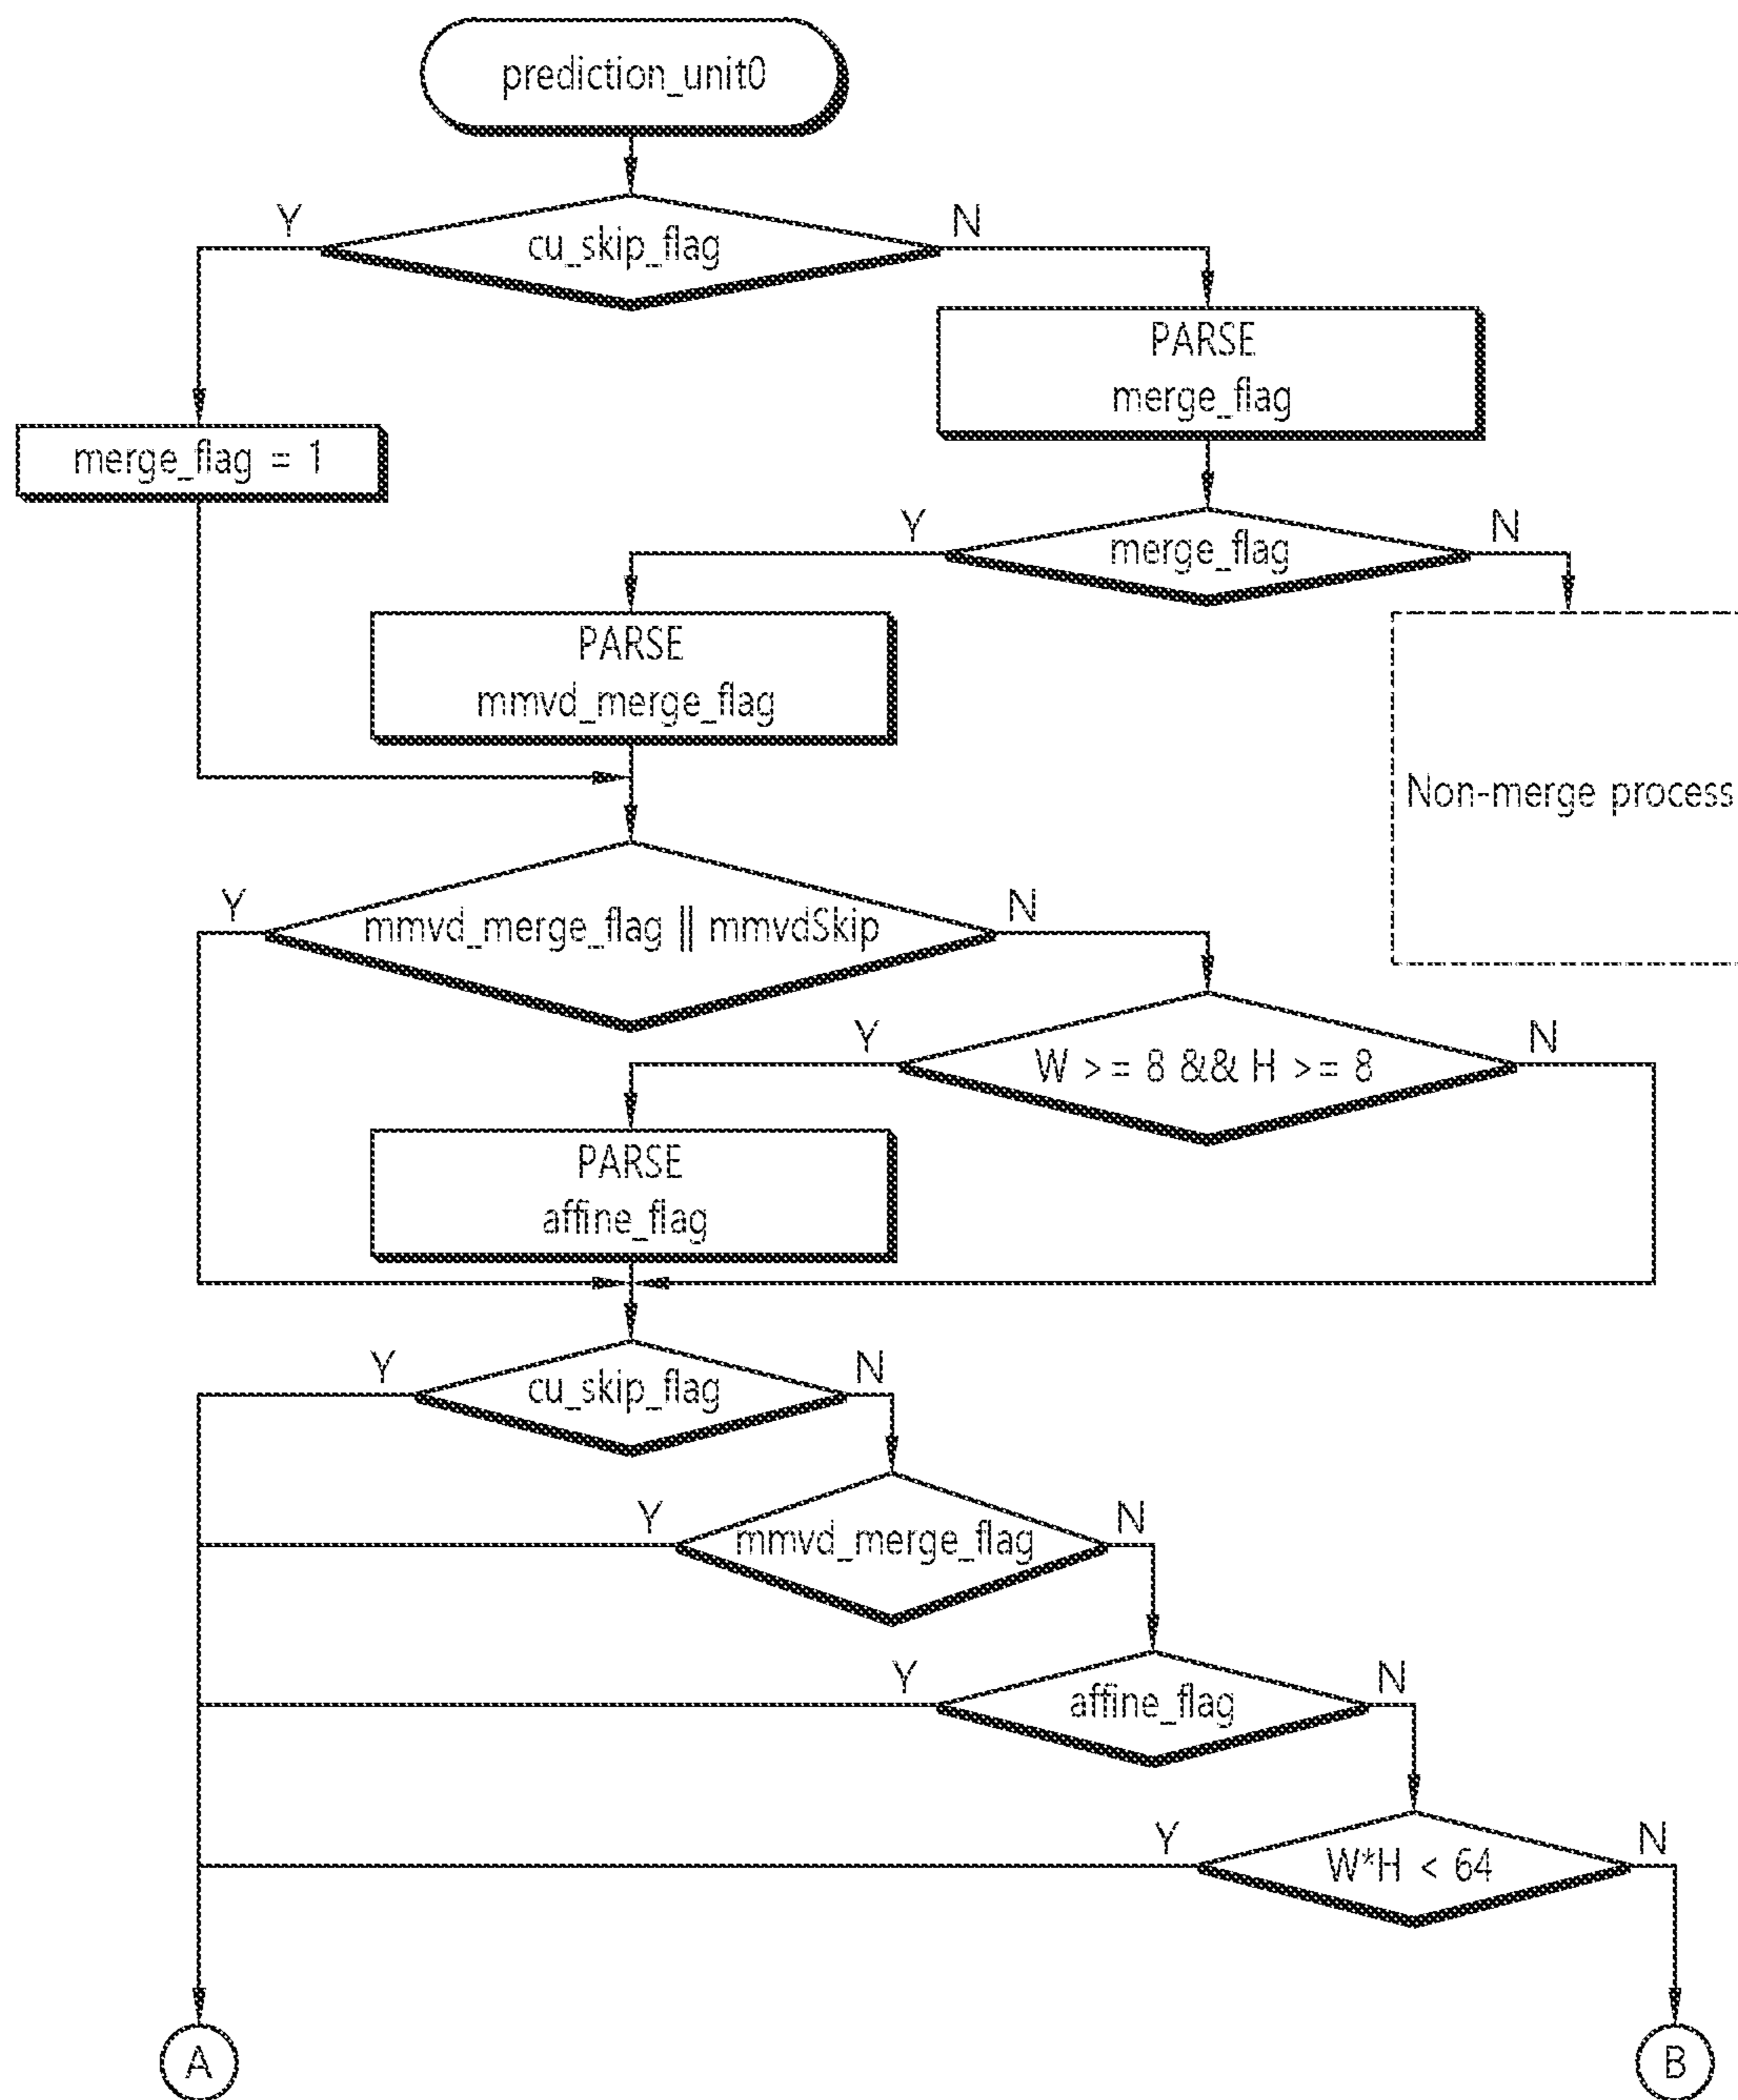 prediction_unit0
Y
N
cu_skip_flag
PARSE
merge_flag
merge_flag = 1
Y
N
merge_flag
PARSE
mmvd_merge_flag
Non-merge process
Y
N
mmvd_merge_flag || mmvdSkip
Y
N
W >= 8 && H >= 8
PARSE
affine_flag
Y
N
cu_skip_flag
Y
N
mmvd_merge_flag
Y
N
affine_flag
Y
N
W*H < 64
A
B